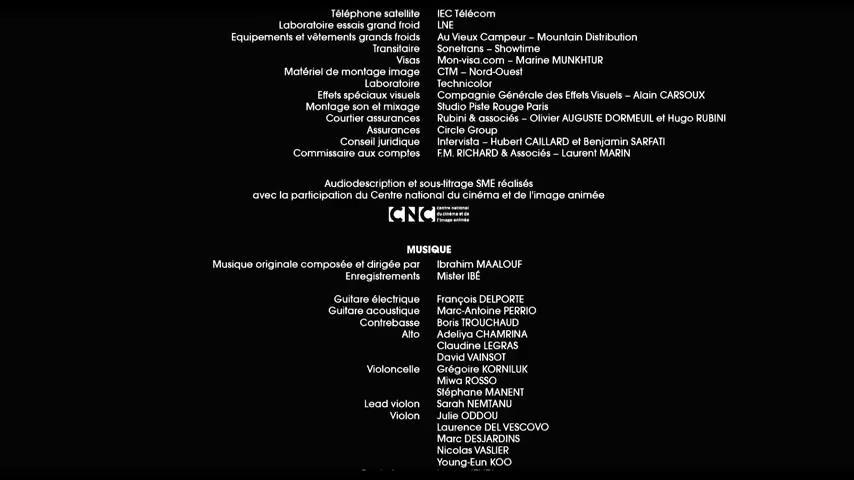 Téléphone satellite IEC Télécom
Laboratoire essais grand froid LNE
Equipements et vêtements grands froids Au Vieux Campeur – Mountain Distribution
Transitaire Sonetrans – Showtime
Visas Mon-visa.com – Marine MUNKHTUR
Matériel de montage image CTM – Nord-Ouest
Laboratoire Technicolor
Effets spéciaux visuels Compagnie Générale des Effets Visuels – Alain CARSOUX
Montage son et mixage Studio Piste Rouge Paris
Courtier assurances Rubini & associés – Olivier AUGUSTE DORMEUIL et Hugo RUBINI
Assurances Circle Group
Conseil juridique Intervista – Hubert CAILLARD et Benjamin SARFATI
Commissaire aux comptes F.M. RICHARD & Associés – Laurent MARIN
Audiodescription et sous-titrage SME réalisés
avec la participation du Centre national du cinéma et de l'image animée
CNC centre national
du cinéma et de
l'image animée
MUSIQUE
Musique originale composée et dirigée par Ibrahim MAALOUF
Enregistrements Mister IBÉ
Guitare électrique François DELPORTE
Guitare acoustique Marc-Antoine PERRIO
Contrebasse Boris TROUCHAUD
Alto Adeliya CHAMRINA
Claudine LEGRAS
David VAINSOT
Violoncelle Grégoire KORNILUK
Miwa ROSSO
Stéphane MANENT
Lead violon Sarah NEMTANU
Violon Julie ODDOU
Laurence DEL VESCOVO
Marc DESJARDINS
Nicolas VASLIER
Young-Eun KOO